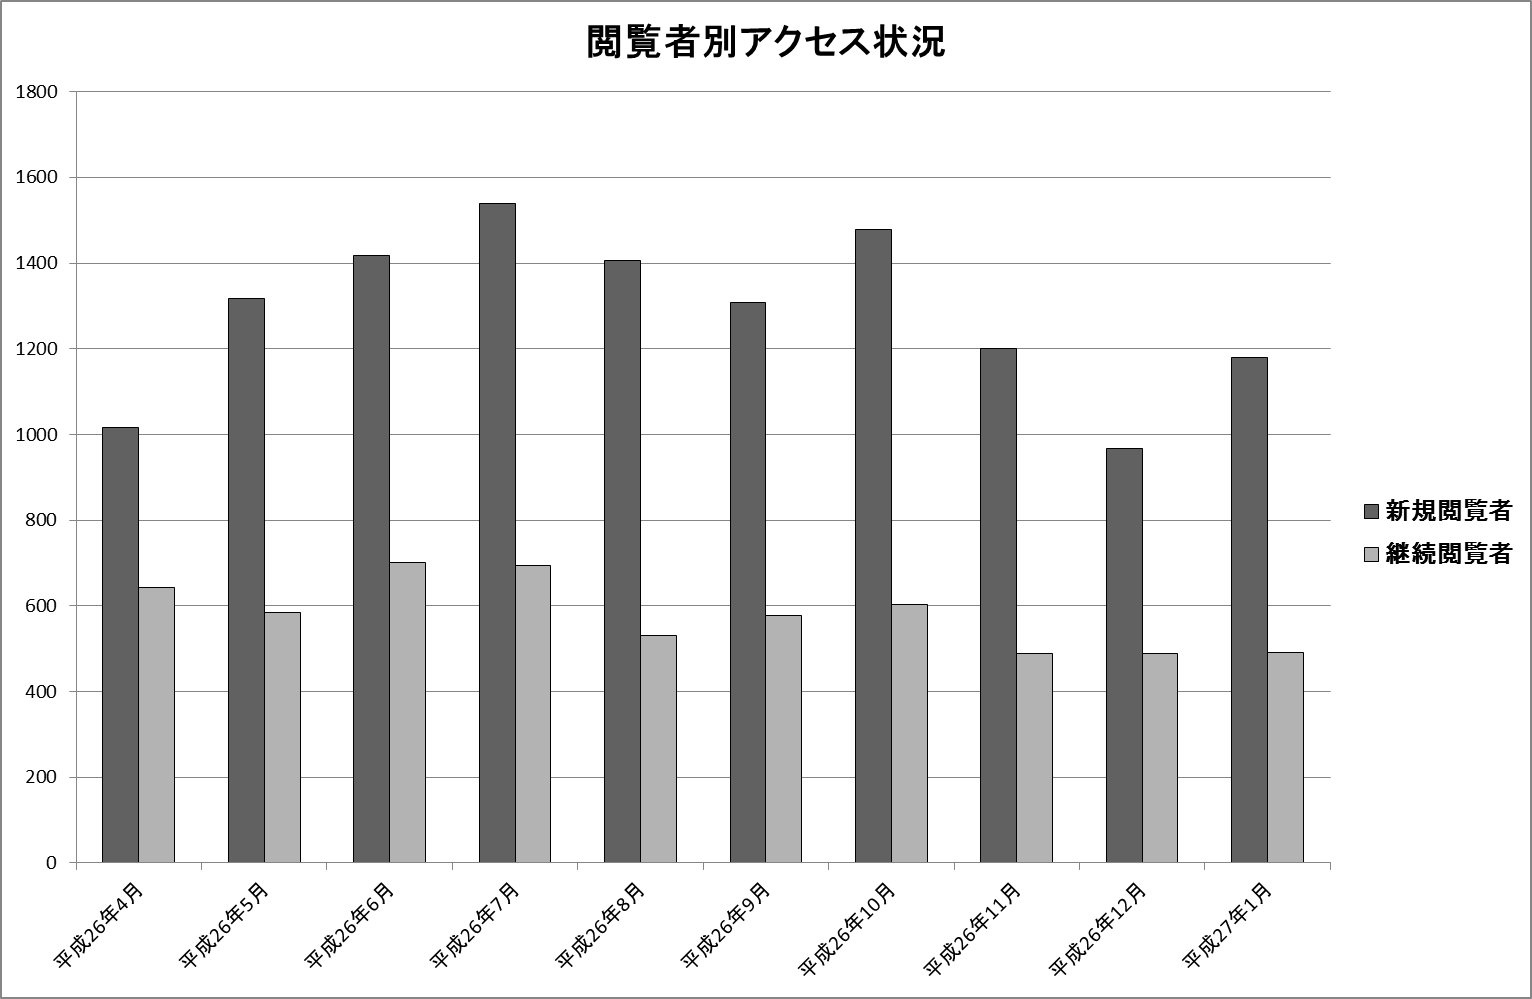 閲覧者別アクセス状況
1800
1600
1400
1200
1000
800
600
400
200
0
平成26年4月
平成26年5月
平成26年6月
平成26年7月
平成26年8月
平成26年9月
平成26年10月
平成26年11月
平成26年12月
平成27年1月
新規閲覧者
継続閲覧者